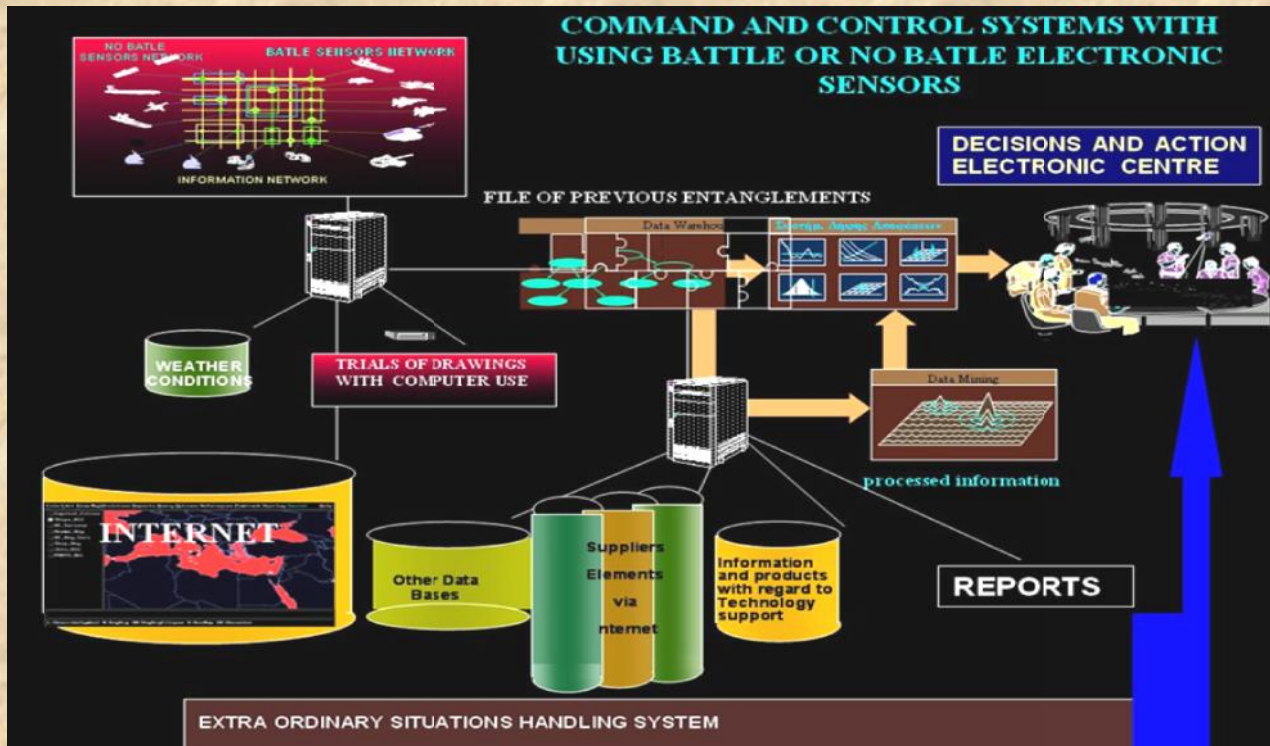 COMMAND AND CONTROL SYSTEMS WITH
USING BATTLE OR NO BATLE ELECTRONIC
SENSORS
NO BATLE
SENSORS NETWORK
BATLE SENSORS NETWORK
INFORMATION NETWORK
DECISIONS AND ACTION
ELECTRONIC CENTRE
FILE OF PREVIOUS ENTANGLEMENTS
Data Warehou
WEATHER
CONDITIONS
TRIALS OF DRAWINGS
WITH COMPUTER USE
Data Mining
processed information
INTERNET
Other Data
Bases
Suppliers
Elements
via
nternet
Information
and products
with regard to
Technology
support
REPORTS
EXTRA ORDINARY SITUATIONS HANDLING SYSTEM